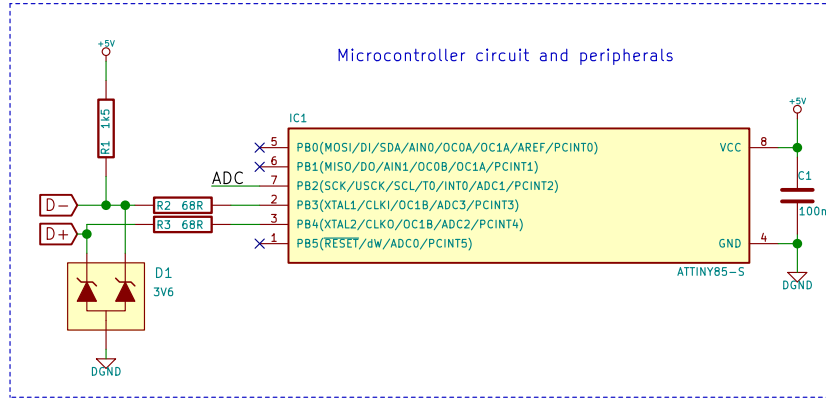 Microcontroller circuit and peripherals
+5V
R1 1k5
D-
D+
R2 68R
R3 68R
D1
3V6
DGND
ADC
IC1
5 PB0(MOSI/DI/SDA/AIN0/OC0A/OC1A/AREF/PCINT0)
6 PB1(MISO/DO/AIN1/OC0B/OC1A/PCINT1)
7 PB2(SCK/USCK/SCL/T0/INT0/ADC1/PCINT2)
2 PB3(XTAL1/CLKI/OC1B/ADC3/PCINT3)
3 PB4(XTAL2/CLKO/OC1B/ADC2/PCINT4)
1 PB5(RESET/dW/ADC0/PCINT5)
VCC 8
GND 4
ATTINY85-S
+5V
C1
100n
DGND